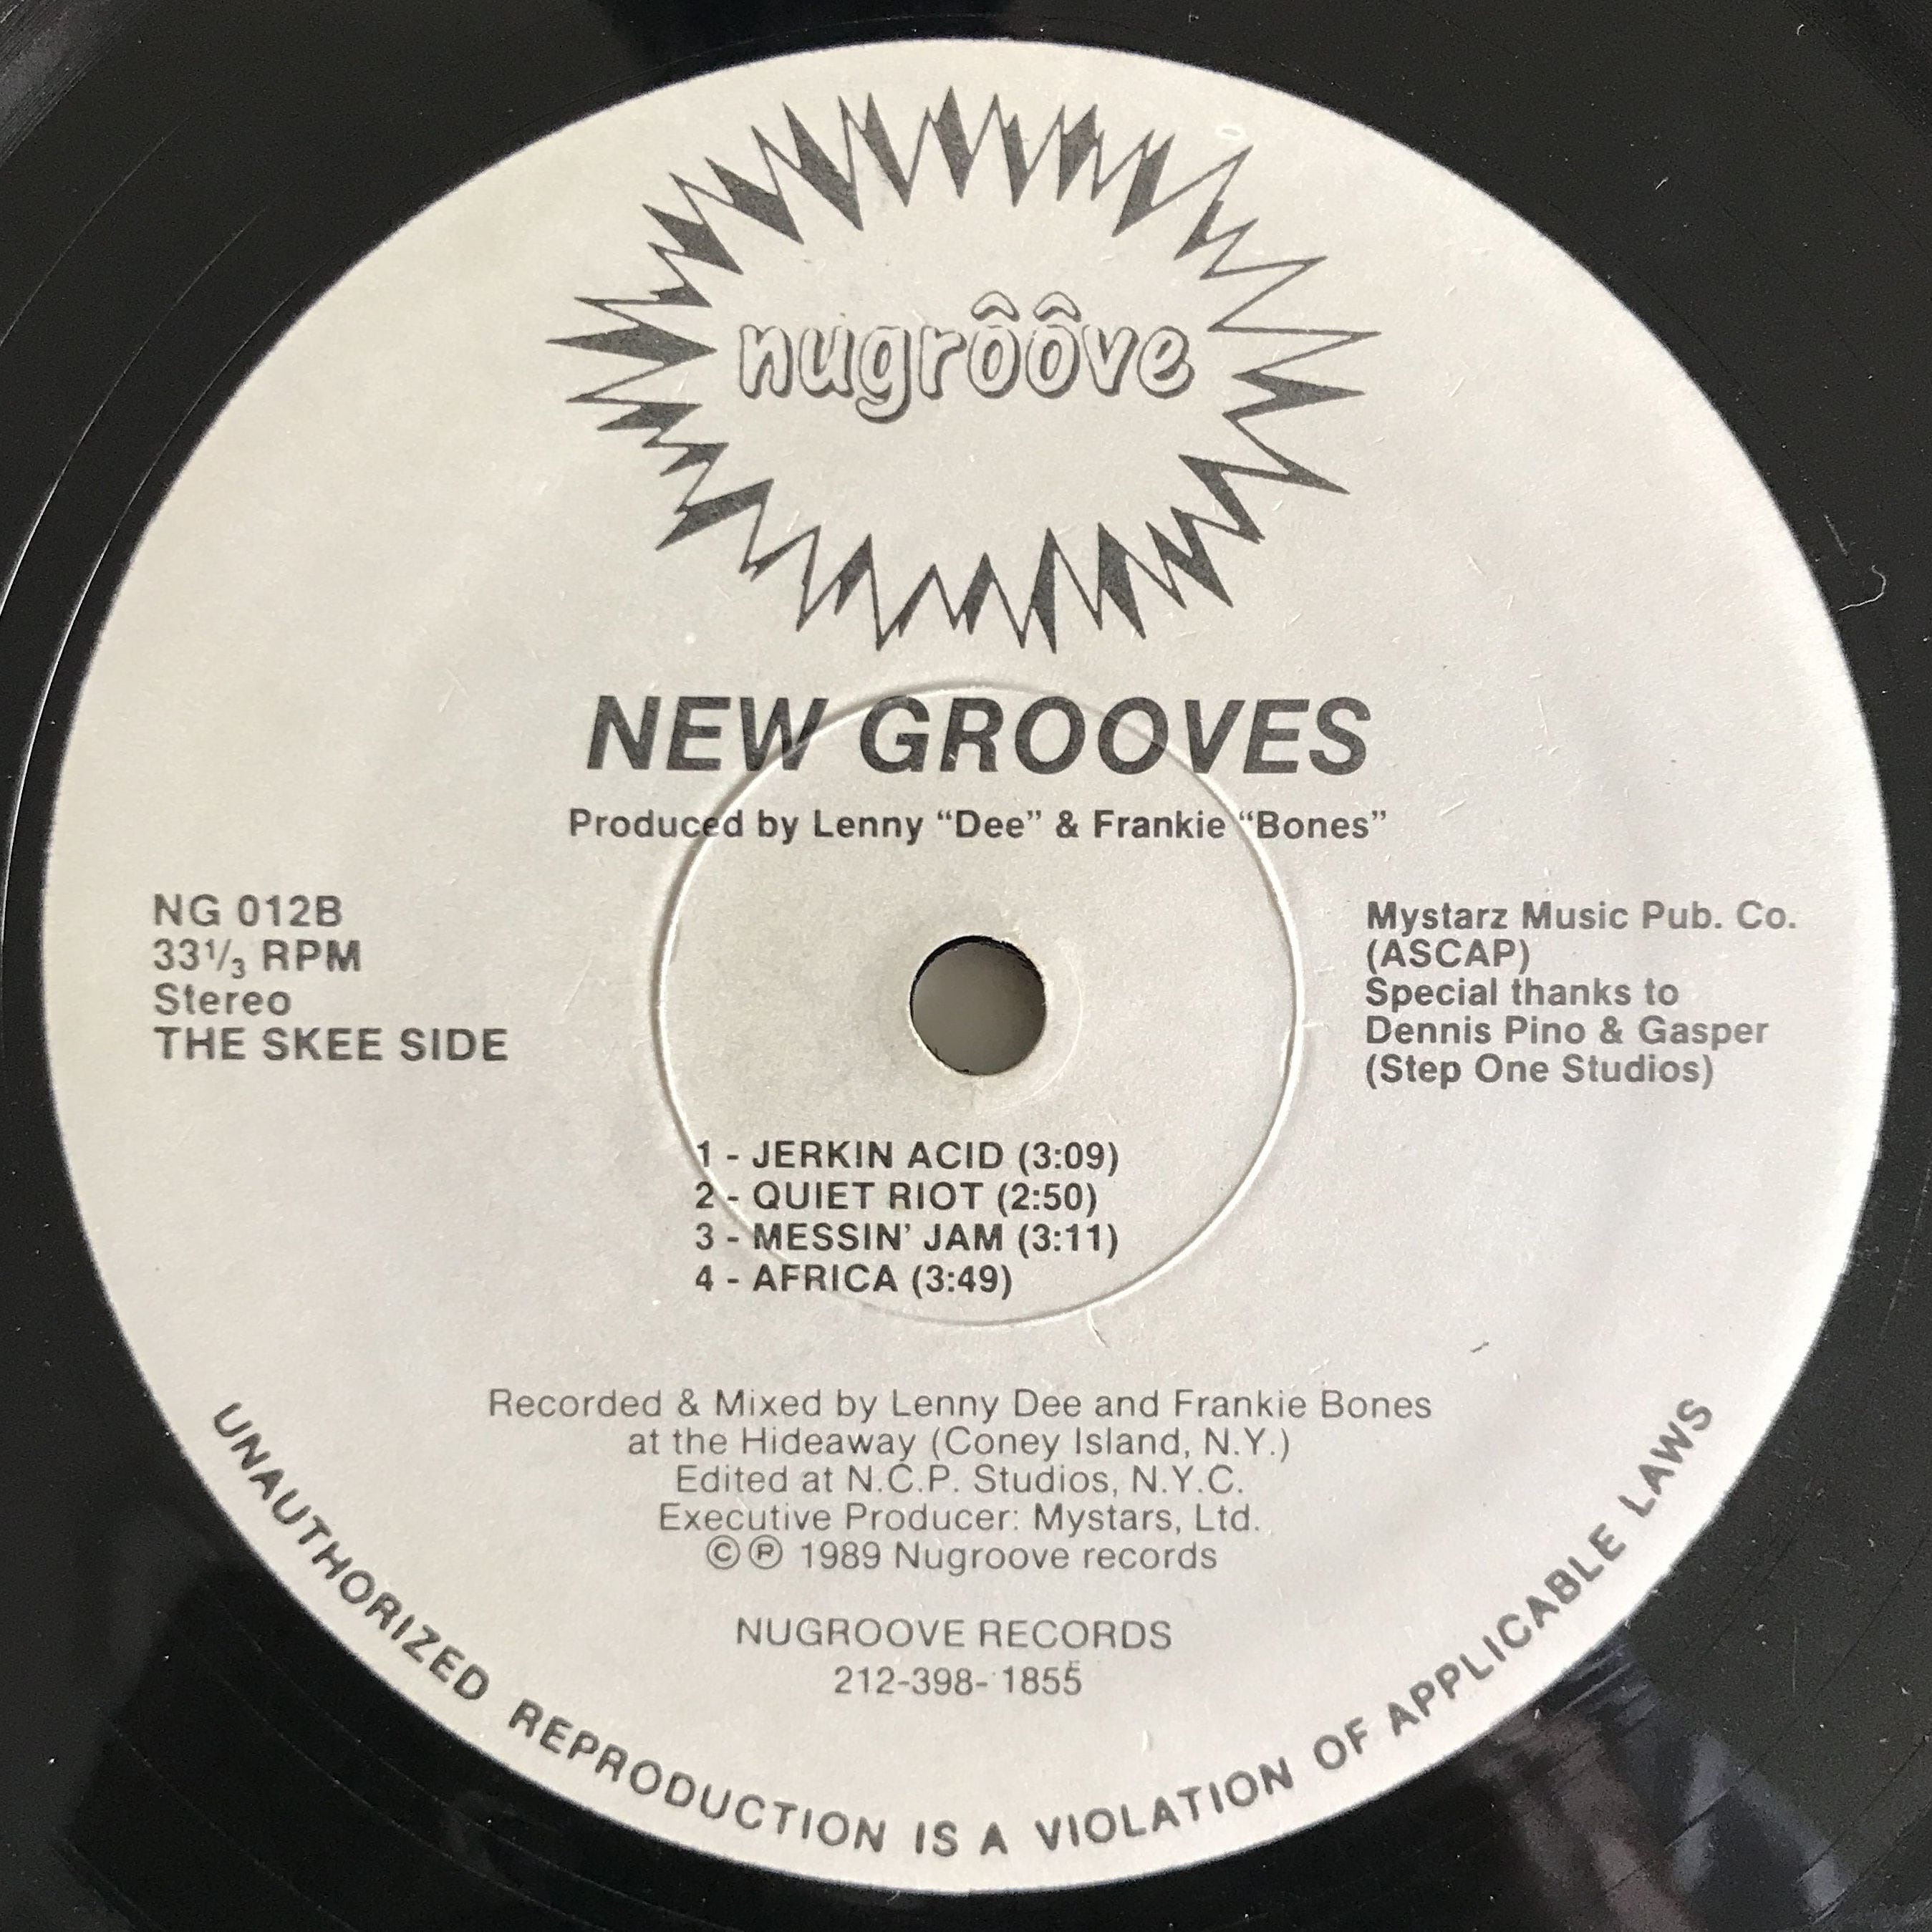 nugrôôve
NEW GROOVES
Produced by Lenny “Dee” & Frankie “Bones”
NG 012B
33⅓ RPM
Stereo
THE SKEE SIDE
Mystarz Music Pub. Co.
(ASCAP)
Special thanks to
Dennis Pino & Gasper
(Step One Studios)
1 - JERKIN ACID (3:09)
2 - QUIET RIOT (2:50)
3 - MESSIN’ JAM (3:11)
4 - AFRICA (3:49)
Recorded & Mixed by Lenny Dee and Frankie Bones
at the Hideaway (Coney Island, N.Y.)
Edited at N.C.P. Studios, N.Y.C.
Executive Producer: Mystars, Ltd.
©℗ 1989 Nugroove records
NUGROOVE RECORDS
212-398-1855
UNAUTHORIZED REPRODUCTION IS A VIOLATION OF APPLICABLE LAWS